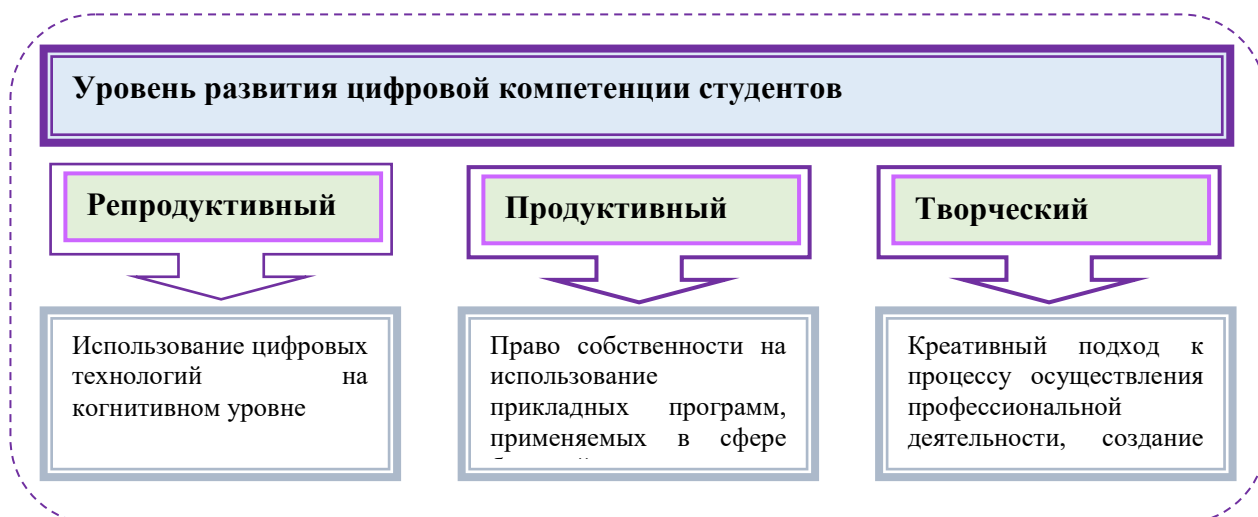 Уровень развития цифровой компетенции студентов
Репродуктивный
Продуктивный
Творческий
Использование цифровых
технологий на
когнитивном уровне
Право собственности на
использование
прикладных программ,
применяемых в сфере
Креативный подход к
процессу осуществления
профессиональной
деятельности, создание